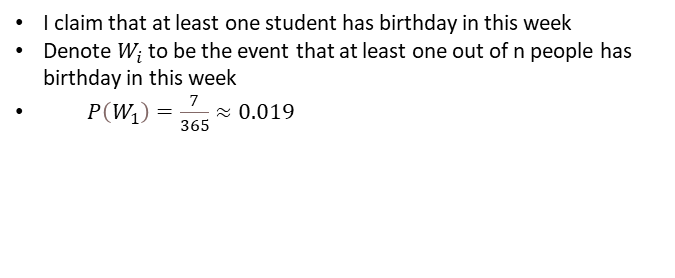 • I claim that at least one student has birthday in this week
• Denote W_i to be the event that at least one out of n people has
birthday in this week
• P(W_1) = 7/365 ≈ 0.019